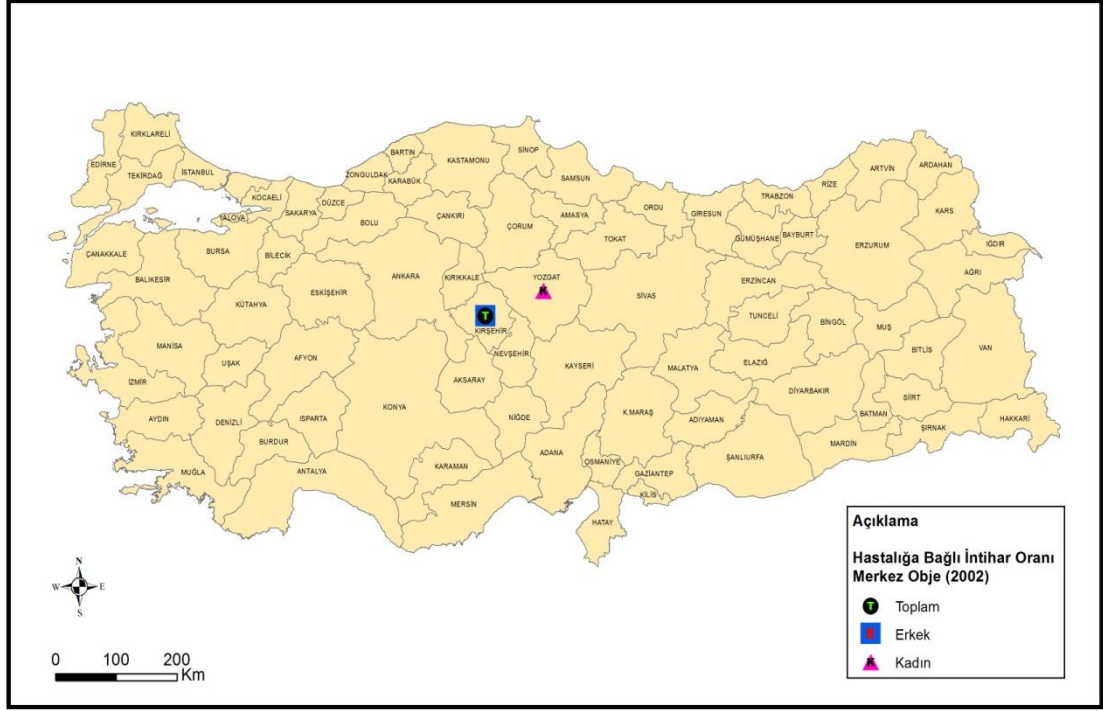 KIRKLARELİ
EDİRNE
TEKİRDAĞ
İSTANBUL
KOCAELİ
YALOVA
SAKARYA
DÜZCE
ZONGULDAK
BARTIN
KARABÜK
KASTAMONU
SİNOP
SAMSUN
BOLU
ÇANKIRI
ÇORUM
AMASYA
ORDU
GİRESUN
TRABZON
RİZE
ARTVİN
ARDAHAN
KARS
TOKAT
GÜMÜŞHANE
BAYBURT
ERZURUM
IĞDIR
AĞRI
ÇANAKKALE
BALIKESİR
BURSA
BİLECİK
ESKİŞEHİR
ANKARA
KIRIKKALE
YOZGAT
K
SİVAS
ERZİNCAN
KÜTAHYA
T
KIRŞEHİR
TUNCELİ
BİNGÖL
MUŞ
BİTLİS
VAN
MANİSA
UŞAK
AFYON
NEVŞEHİR
KAYSERİ
MALATYA
ELAZIĞ
AKSARAY
DİYARBAKIR
SİİRT
İZMİR
KONYA
NİĞDE
K.MARAŞ
ADIYAMAN
BATMAN
ŞIRNAK
HAKKARİ
AYDIN
DENİZLİ
ISPARTA
BURDUR
MARDİN
MUĞLA
ANTALYA
KARAMAN
ADANA
OSMANİYE
GAZİANTEP
ŞANLIURFA
KİLİS
MERSİN
HATAY
N
W
E
S
0 100 200
Km
Açıklama
Hastalığa Bağlı İntihar Oranı
Merkez Obje (2002)
T Toplam
E Erkek
K Kadın